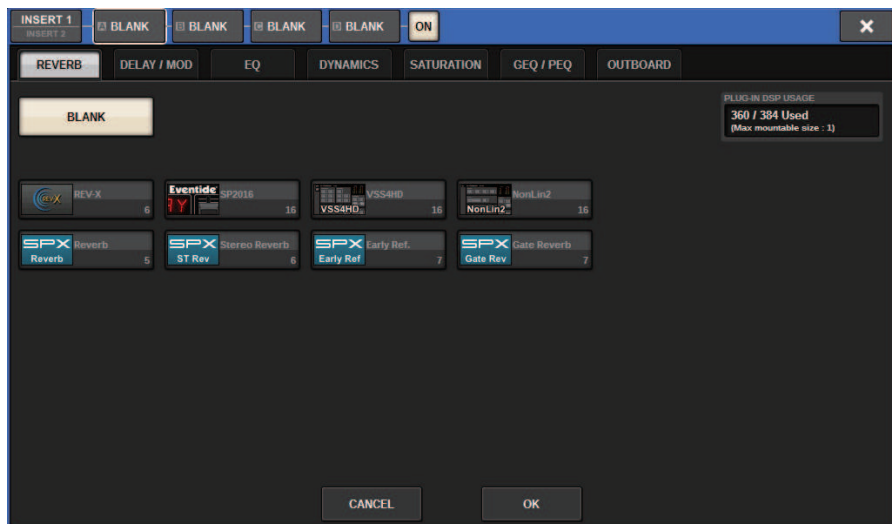 INSERT 1
INSERT 2
A BLANK
B BLANK
C BLANK
D BLANK
ON
REVERB
DELAY / MOD
EQ
DYNAMICS
SATURATION
GEQ / PEQ
OUTBOARD
BLANK
PLUG-IN DSP USAGE
360 / 384 Used
(Max mountable size : 1)
REV-X
REV-X
6
Eventide
SP2016
16
VSS4HD
VSS4HD
16
NonLin2
NonLin2
16
SPX
Reverb
Reverb
5
SPX
ST Rev
Stereo Reverb
6
SPX
Early Ref
Early Ref.
7
SPX
Gate Rev
Gate Reverb
7
CANCEL
OK